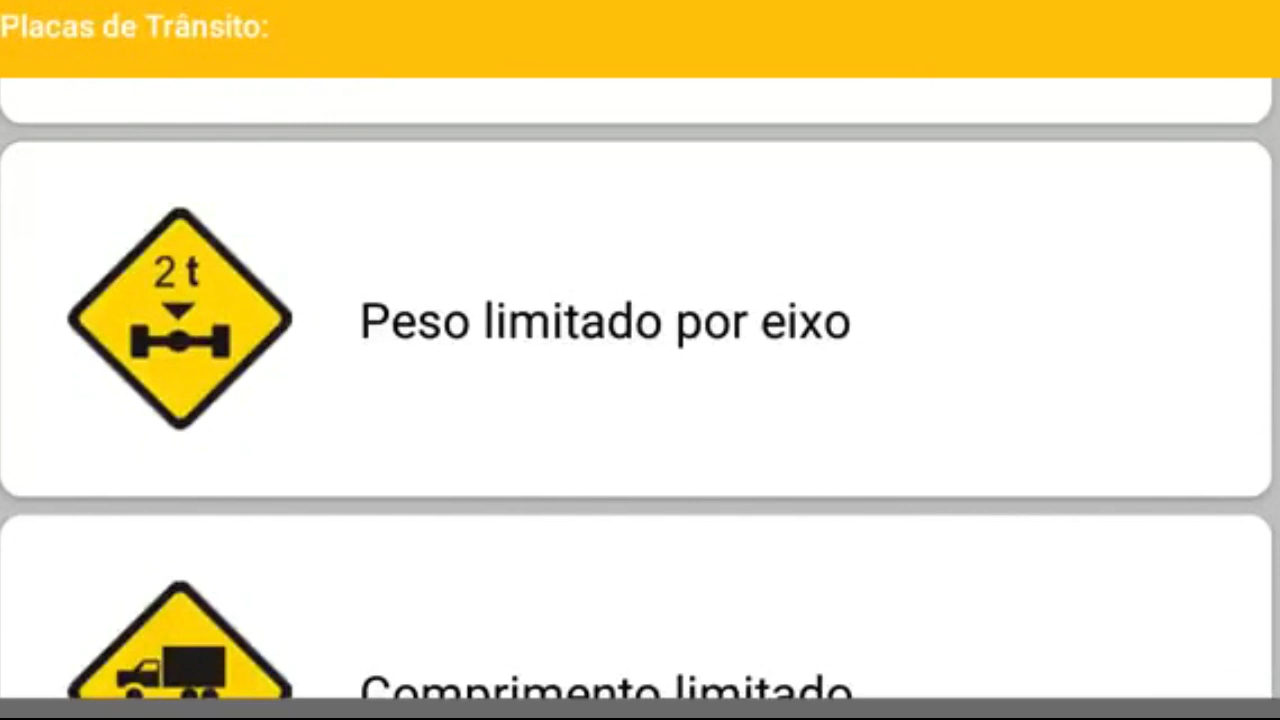 Placas de Trânsito:
2 t
Peso limitado por eixo
Comprimento limitado